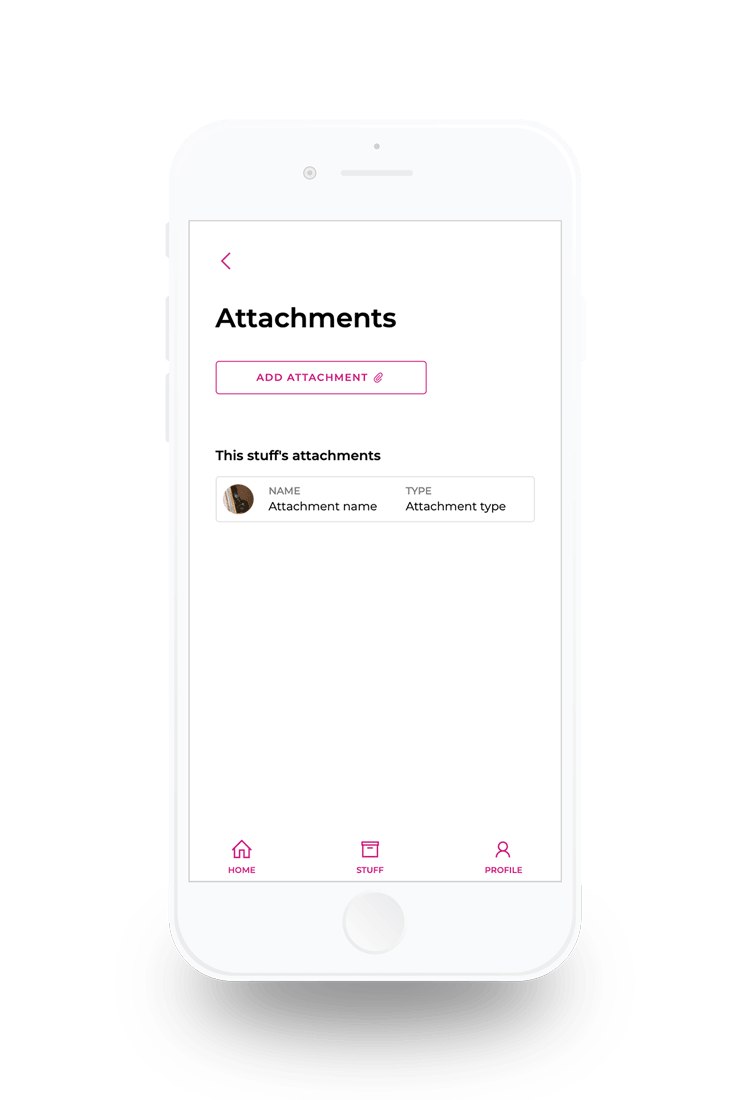 Attachments
ADD ATTACHMENT
This stuff's attachments
NAME TYPE
Attachment name Attachment type
HOME STUFF PROFILE